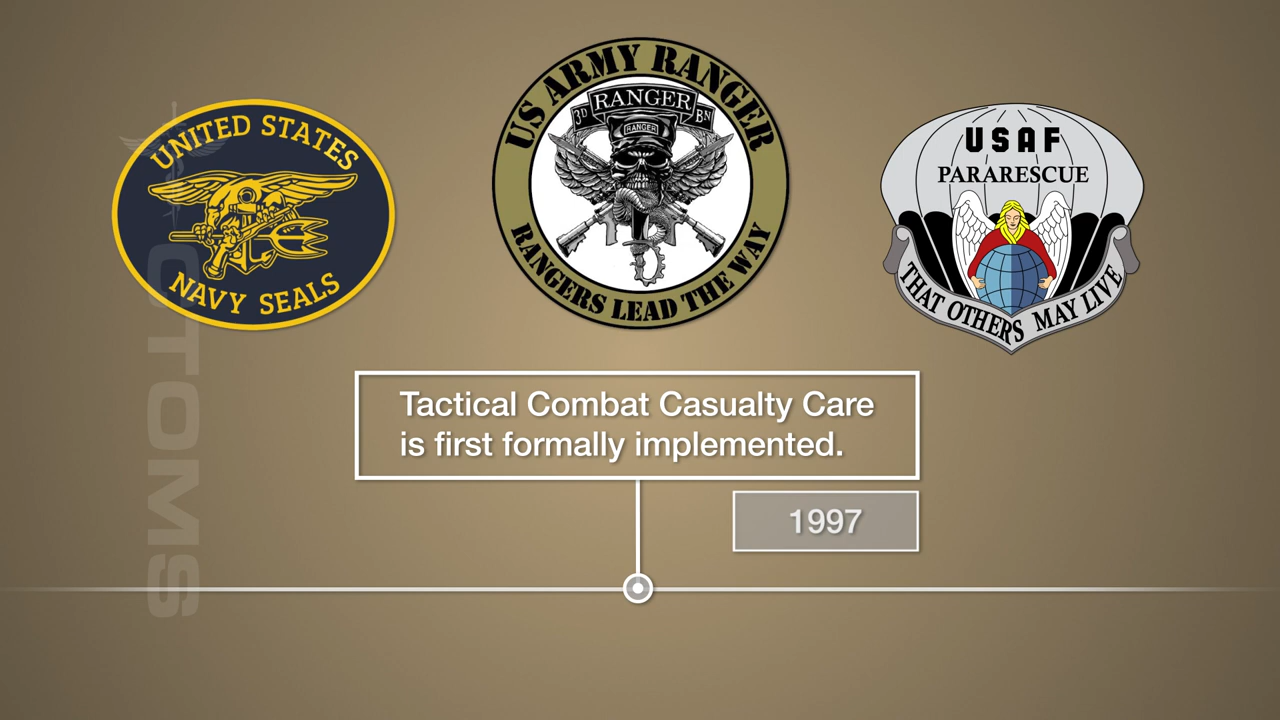 UNITED STATES
NAVY SEALS
US ARMY RANGER
3D RANGER BN
RANGER
RANGERS LEAD THE WAY
USAF
PARARESCUE
THAT OTHERS MAY LIVE
Tactical Combat Casualty Care
is first formally implemented.
1997